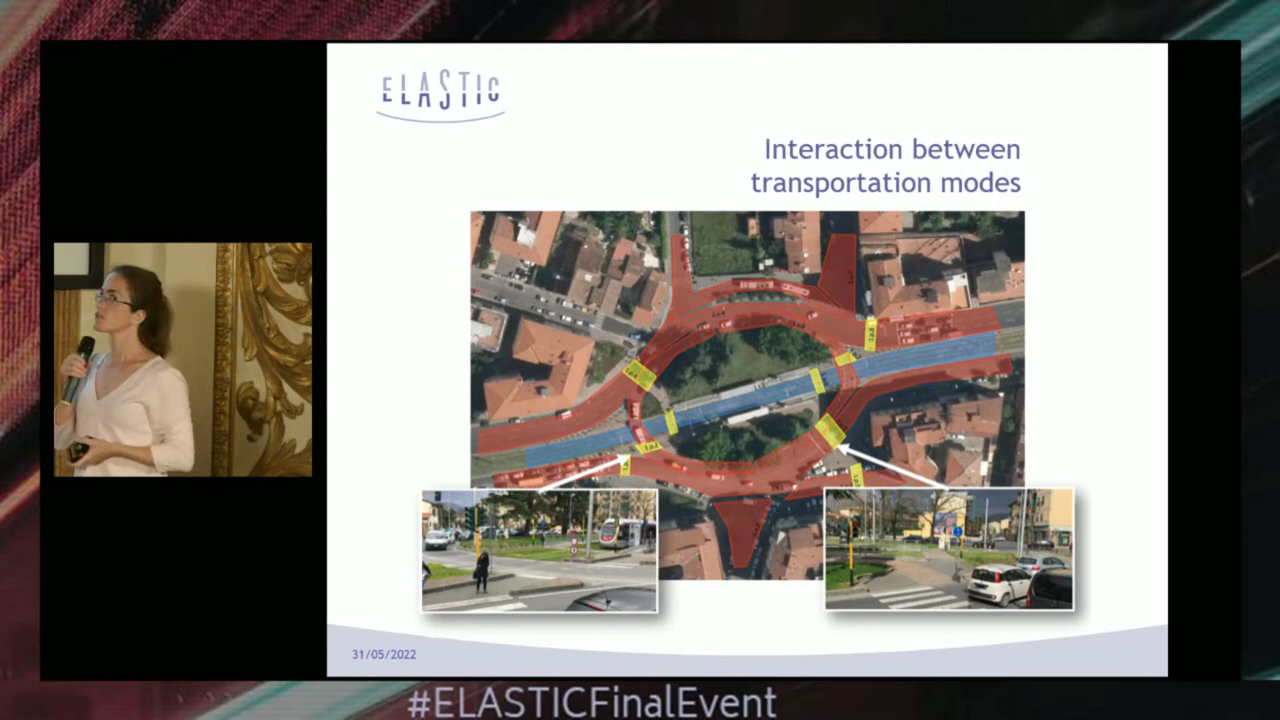 ELASTIC
Interaction between
transportation modes
31/05/2022
#ELASTICFinalEvent